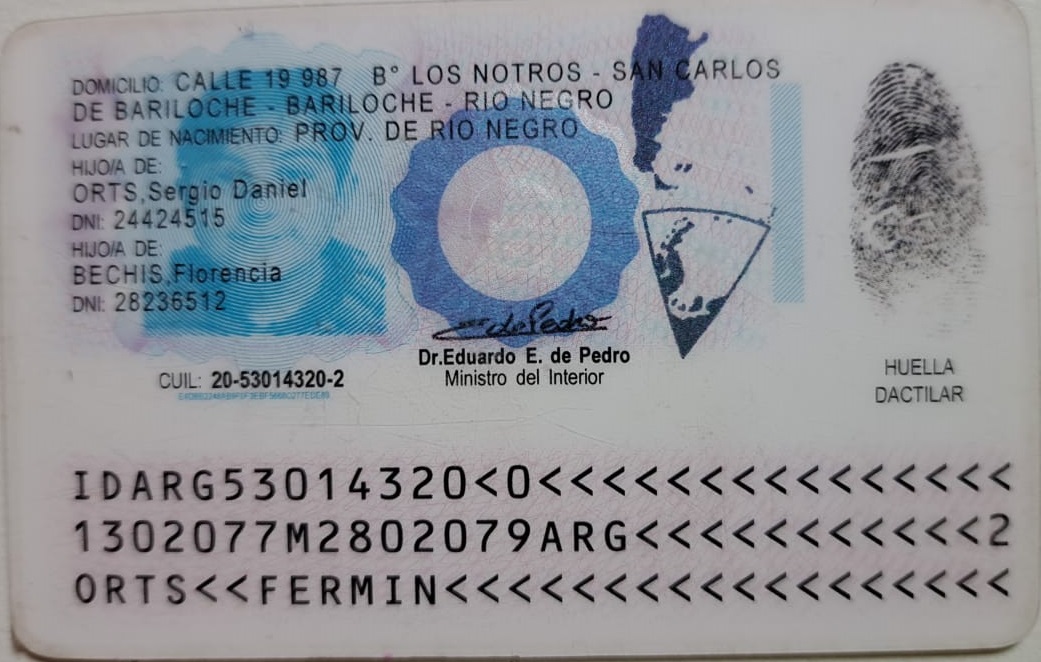 DOMICILIO: CALLE 19 987 B° LOS NOTROS - SAN CARLOS
DE BARILOCHE - BARILOCHE - RIO NEGRO
LUGAR DE NACIMIENTO: PROV. DE RIO NEGRO
HIJO/A DE:
ORTS,Sergio Daniel
DNI: 24424515
HIJO/A DE:
BECHIS,Florencia
DNI: 28236512
CUIL: 20-53014320-2
Dr.Eduardo E. de Pedro
Ministro del Interior
HUELLA
DACTILAR
IDARG53014320<0<<<<<<<<<<<<<<<
1302077M2802079ARG<<<<<<<<<<<2
ORTS<<FERMIN<<<<<<<<<<<<<<<<<<